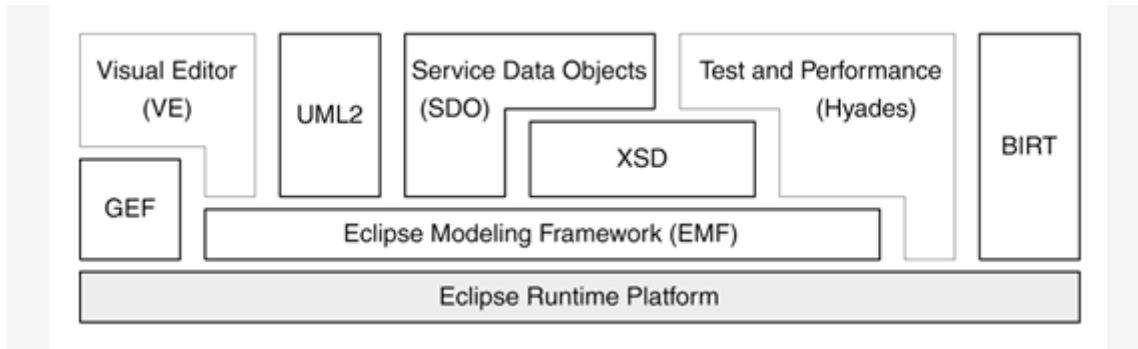 Visual Editor
(VE)
UML2
Service Data Objects
(SDO)
Test and Performance
(Hyades)
BIRT
XSD
GEF
Eclipse Modeling Framework (EMF)
Eclipse Runtime Platform